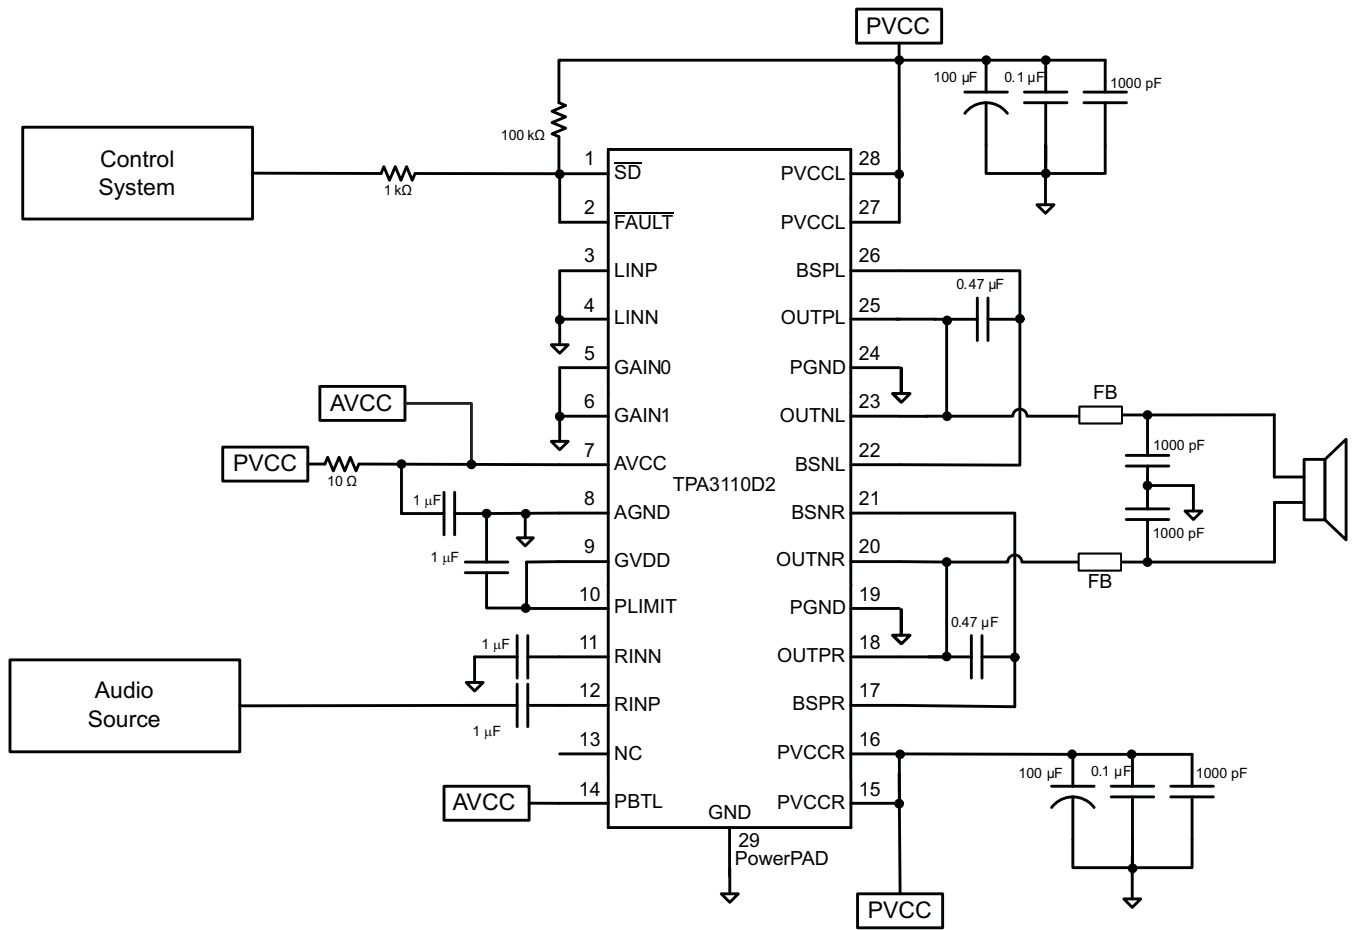 PVCC
100 µF
0.1 µF
1000 pF
100 kΩ
Control
System
1 kΩ
1
SD
28
PVCCL
2
FAULT
27
PVCCL
3
LINP
26
BSPL
0.47 µF
4
LINN
25
OUTPL
5
GAIN0
24
PGND
6
GAIN1
23
OUTNL
FB
AVCC
PVCC
10 Ω
7
AVCC
22
BSNL
1000 pF
TPA3110D2
1 µF
8
AGND
21
BSNR
1000 pF
1 µF
9
GVDD
20
OUTNR
FB
10
PLIMIT
19
PGND
0.47 µF
1 µF
11
RINN
18
OUTPR
Audio
Source
1 µF
12
RINP
17
BSPR
13
NC
16
PVCCR
100 µF
0.1 µF
1000 pF
AVCC
14
PBTL
15
PVCCR
GND
29
PowerPAD
PVCC